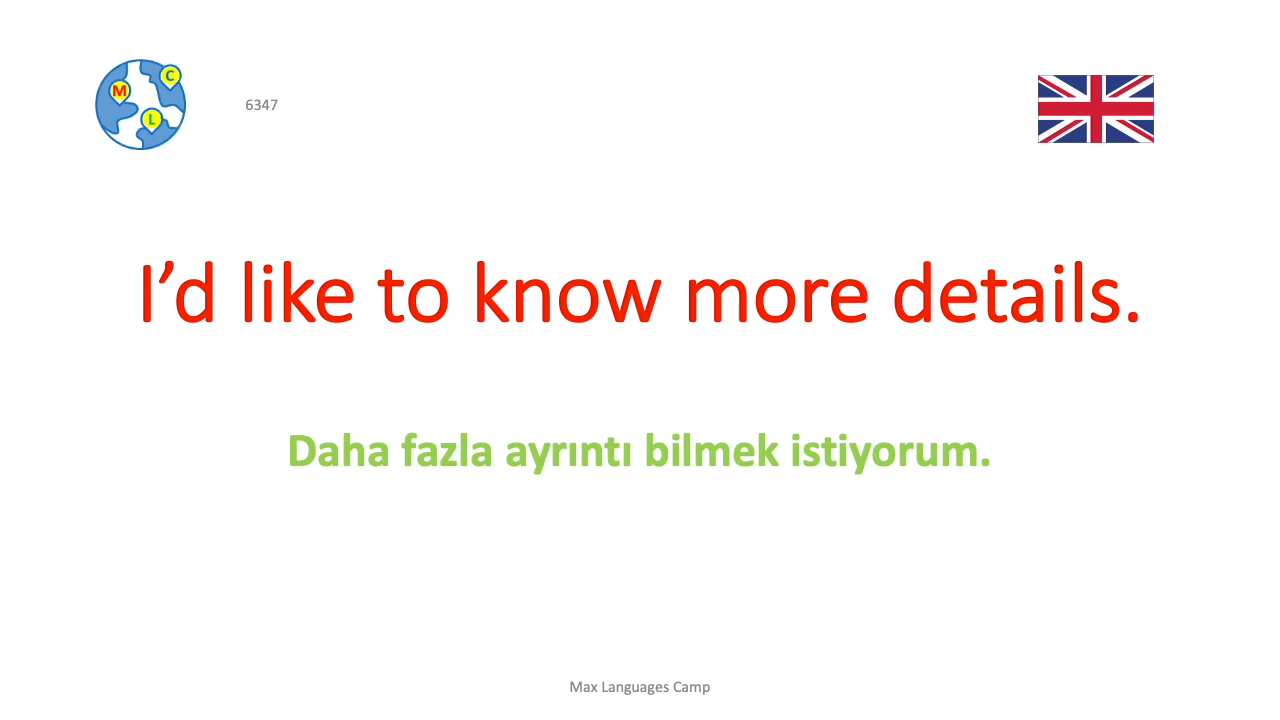 M
C
L
6347
I’d like to know more details.
Daha fazla ayrıntı bilmek istiyorum.
Max Languages Camp